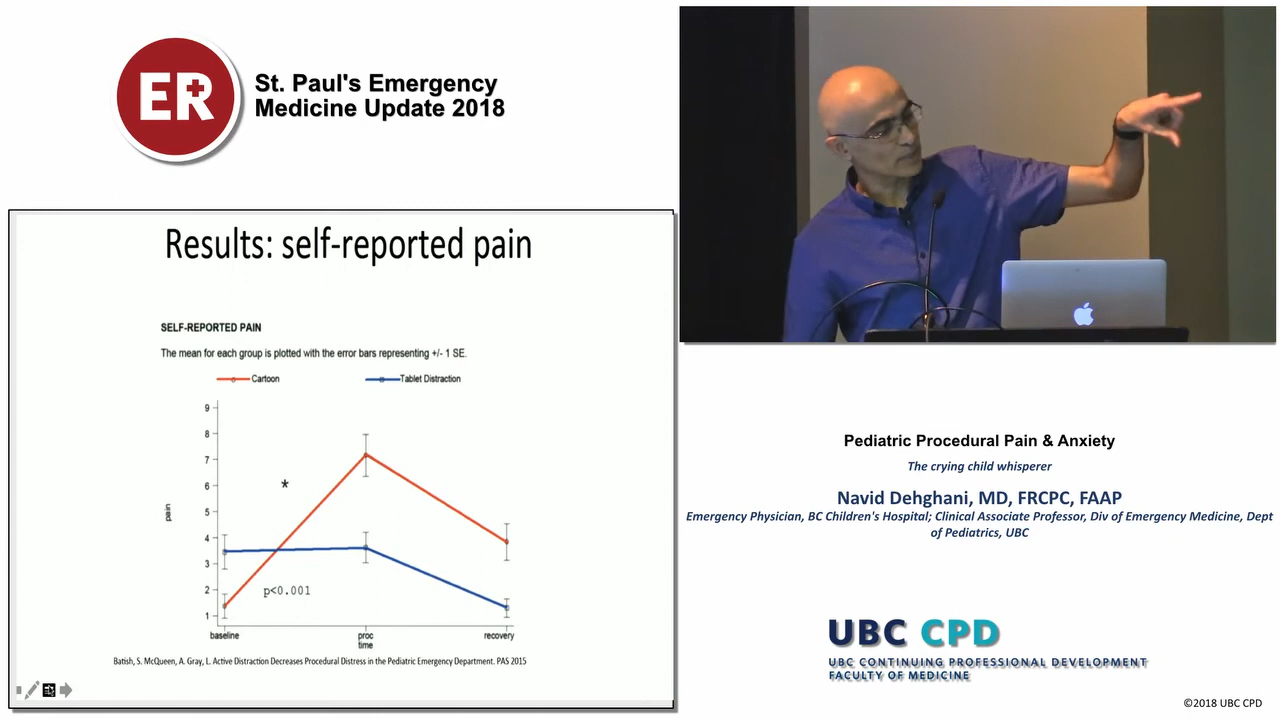 ER
St. Paul's Emergency
Medicine Update 2018
Results: self-reported pain
SELF-REPORTED PAIN
The mean for each group is plotted with the error bars representing +/- 1 SE.
Cartoon
Tablet Distraction
9
8
7
6
5
4
3
2
1
pain
*
p<0.001
baseline
proc
time
recovery
Batish, S. McQueen, A. Gray, L. Active Distraction Decreases Procedural Distress in the Pediatric Emergency Department. PAS 2015
Pediatric Procedural Pain & Anxiety
The crying child whisperer
Navid Dehghani, MD, FRCPC, FAAP
Emergency Physician, BC Children's Hospital; Clinical Associate Professor, Div of Emergency Medicine, Dept
of Pediatrics, UBC
UBC CPD
UBC CONTINUING PROFESSIONAL DEVELOPMENT
FACULTY OF MEDICINE
©2018 UBC CPD